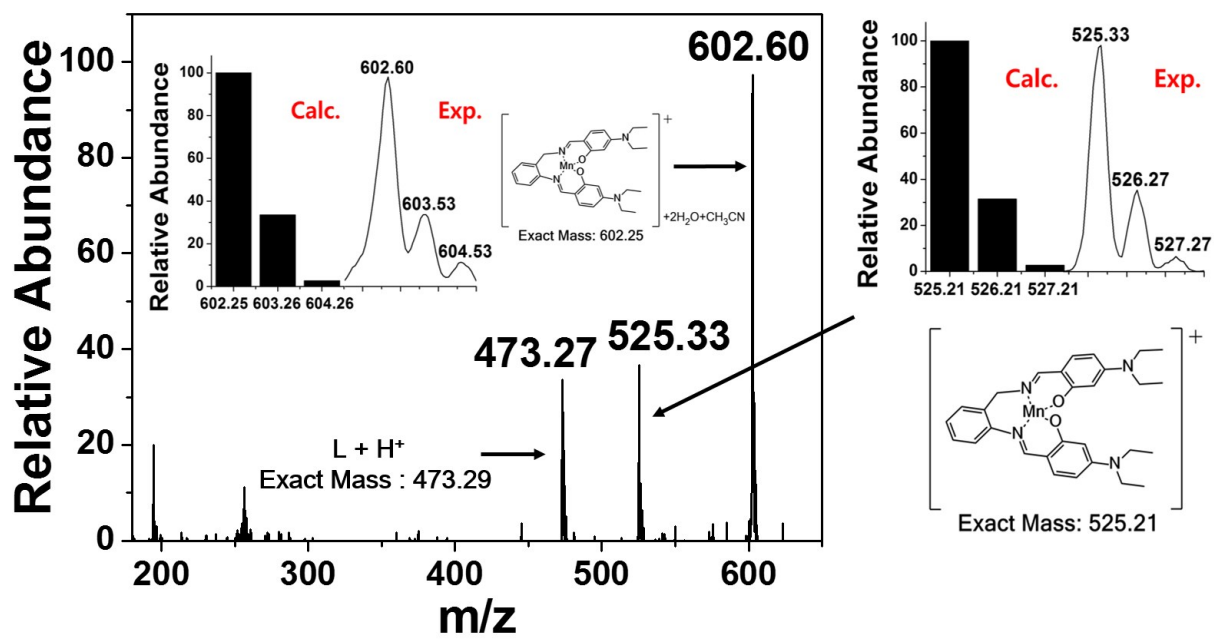 Relative Abundance
100
80
60
40
20
0
200
300
400
500
600
m/z
602.60
525.33
473.27
L + H⁺
Exact Mass : 473.29
Relative Abundance
100
80
60
40
20
0
602.25
603.26
604.26
Calc.
Exp.
602.60
603.53
604.53
N
N
O
Mn
O
N
N
+
+2H₂O+CH₃CN
Exact Mass: 602.25
Relative Abundance
100
80
60
40
20
0
525.21
526.21
527.21
Calc.
Exp.
525.33
526.27
527.27
N
N
O
Mn
O
N
N
+
Exact Mass: 525.21